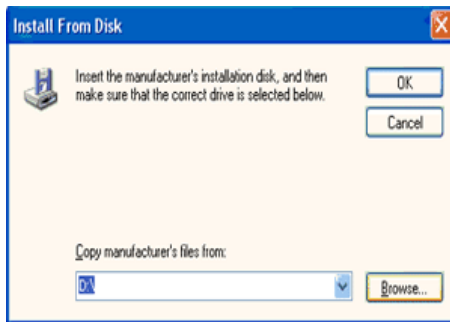 Install From Disk
Insert the manufacturer's installation disk, and then
make sure that the correct drive is selected below.
OK
Cancel
Copy manufacturer's files from:
D:\
Browse...